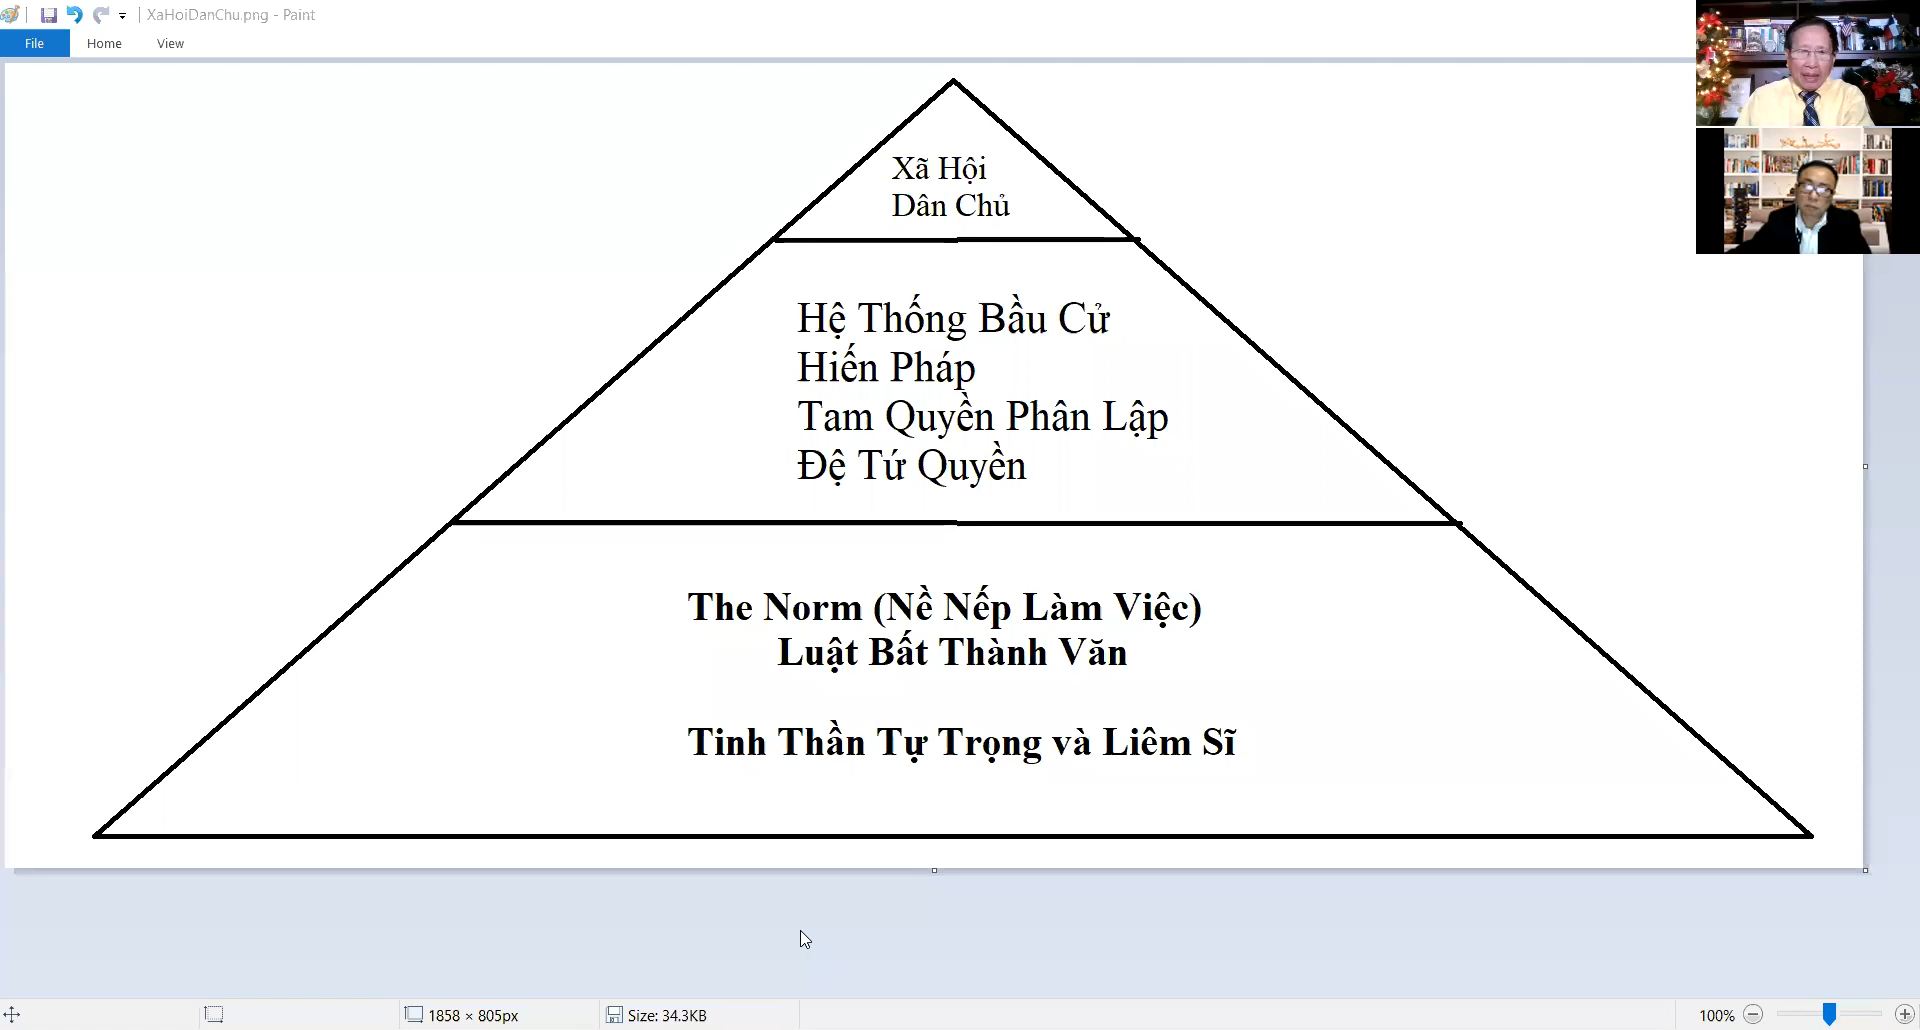 XaHoiDanChu.png - Paint
File Home View
Xã Hội
Dân Chủ
Hệ Thống Bầu Cử
Hiến Pháp
Tam Quyền Phân Lập
Đệ Tứ Quyền
The Norm (Nề Nếp Làm Việc)
Luật Bất Thành Văn
Tinh Thần Tự Trọng và Liêm Sĩ
1858 × 805px
Size: 34.3KB
100%